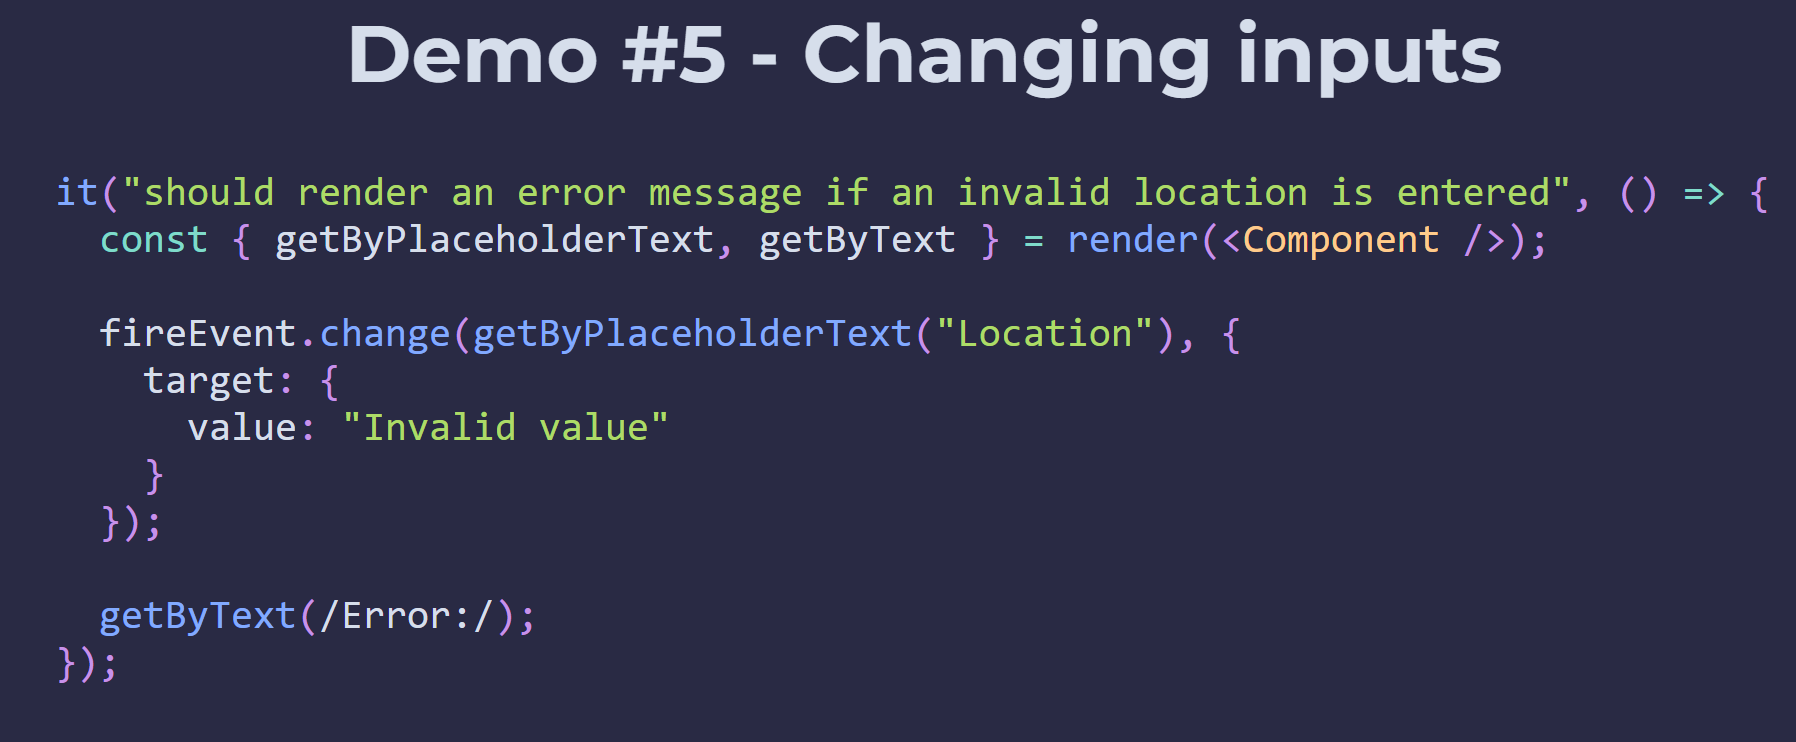 Demo #5 - Changing inputs
it("should render an error message if an invalid location is entered", () => {
  const { getByPlaceholderText, getByText } = render(<Component />);
  fireEvent.change(getByPlaceholderText("Location"), {
    target: {
      value: "Invalid value"
    }
  });
  getByText(/Error:/);
});